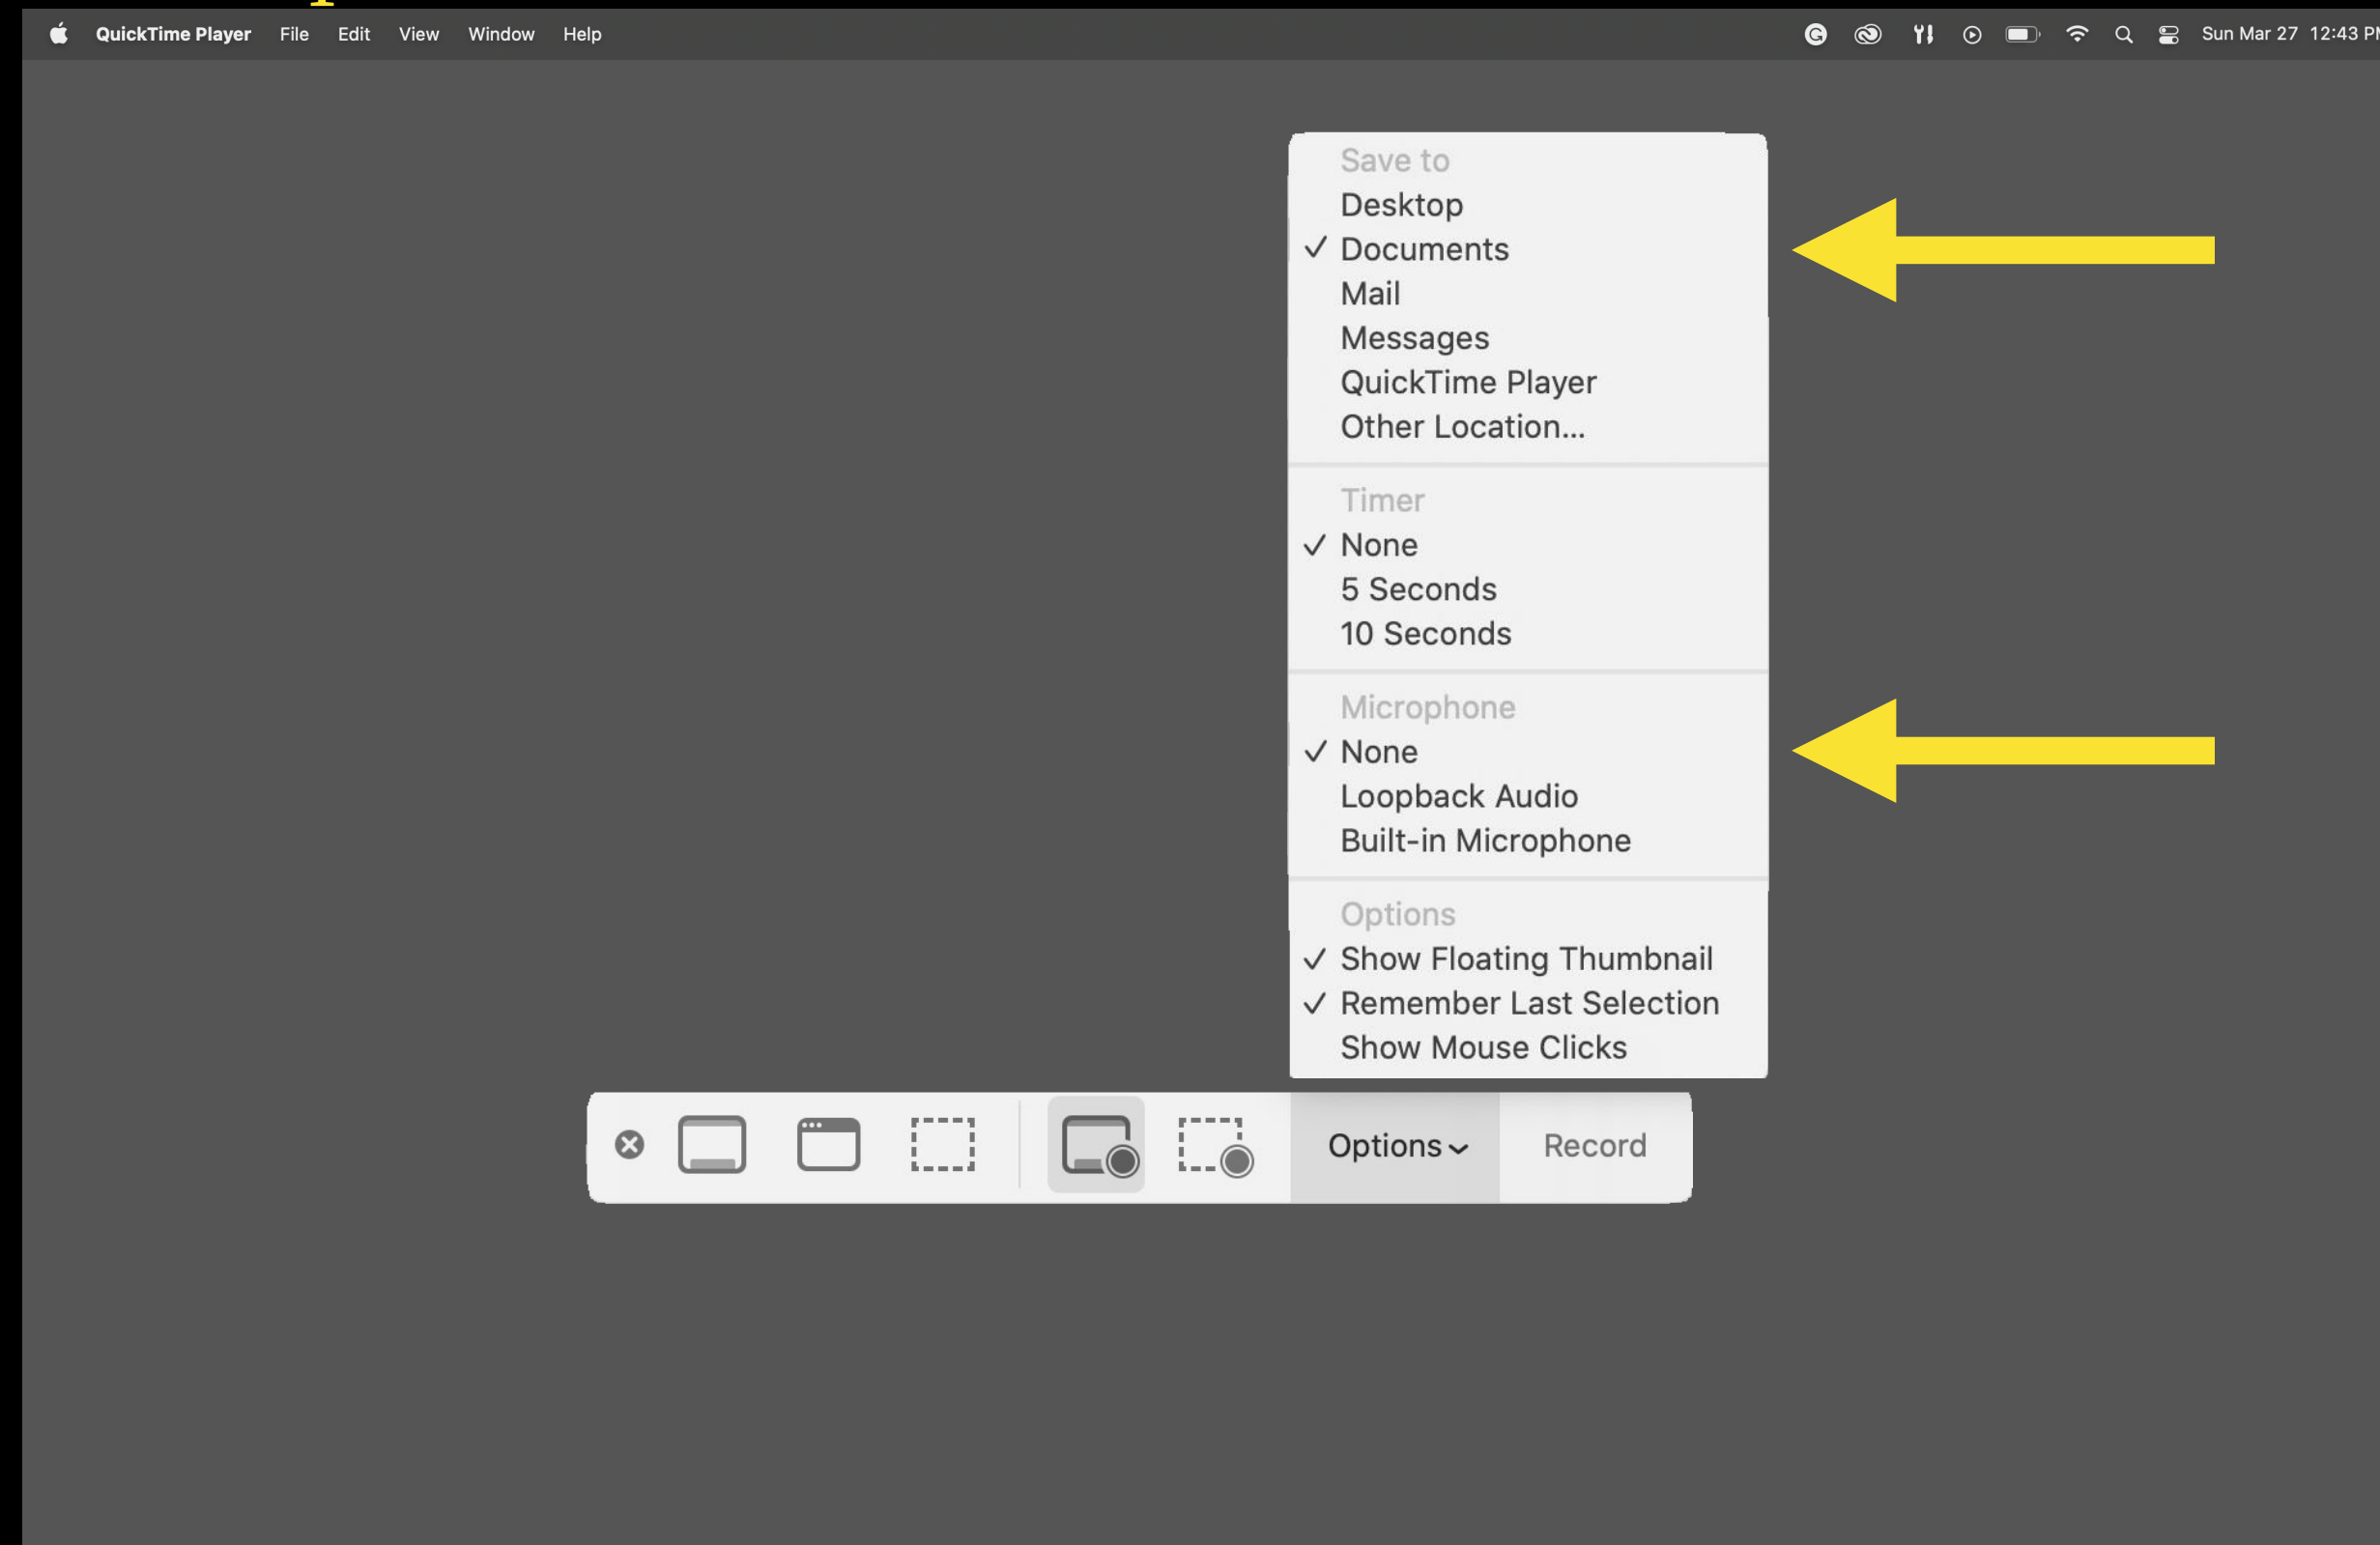 QuickTime Player File Edit View Window Help
Sun Mar 27 12:43 PM
Save to
Desktop
✓ Documents
Mail
Messages
QuickTime Player
Other Location...
Timer
✓ None
5 Seconds
10 Seconds
Microphone
✓ None
Loopback Audio
Built-in Microphone
Options
✓ Show Floating Thumbnail
✓ Remember Last Selection
Show Mouse Clicks
Options
Record